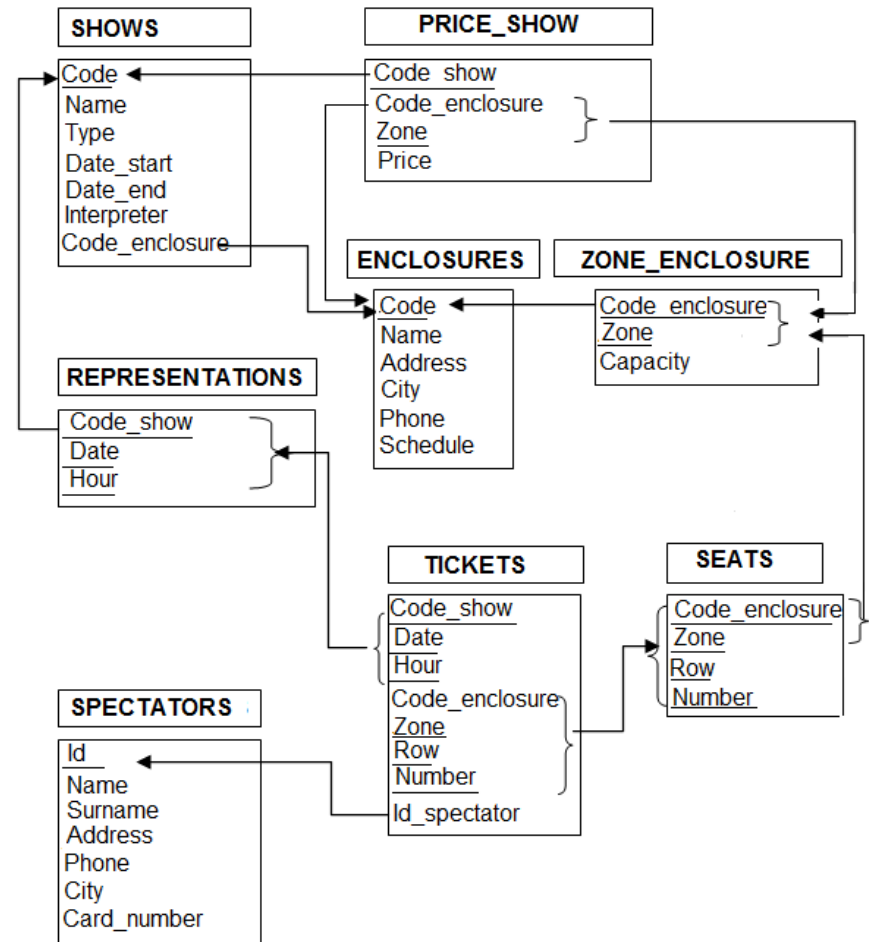 SHOWS
Code
Name
Type
Date_start
Date_end
Interpreter
Code_enclosure
PRICE_SHOW
Code_show
Code_enclosure
Zone
Price
ENCLOSURES
Code
Name
Address
City
Phone
Schedule
ZONE_ENCLOSURE
Code_enclosure
Zone
Capacity
REPRESENTATIONS
Code_show
Date
Hour
TICKETS
Code_show
Date
Hour
Code_enclosure
Zone
Row
Number
Id_spectator
SEATS
Code_enclosure
Zone
Row
Number
SPECTATORS
Id
Name
Surname
Address
Phone
City
Card_number